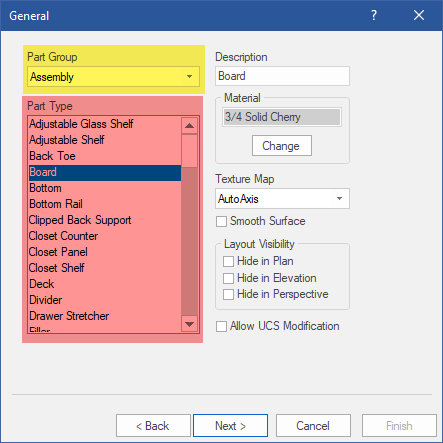 General
?
Part Group
Assembly
Part Type
Adjustable Glass Shelf
Adjustable Shelf
Back Toe
Board
Bottom
Bottom Rail
Clipped Back Support
Closet Counter
Closet Panel
Closet Shelf
Deck
Divider
Drawer Stretcher
Filler
Description
Board
Material
3/4 Solid Cherry
Change
Texture Map
AutoAxis
Smooth Surface
Layout Visibility
Hide in Plan
Hide in Elevation
Hide in Perspective
Allow UCS Modification
< Back
Next >
Cancel
Finish